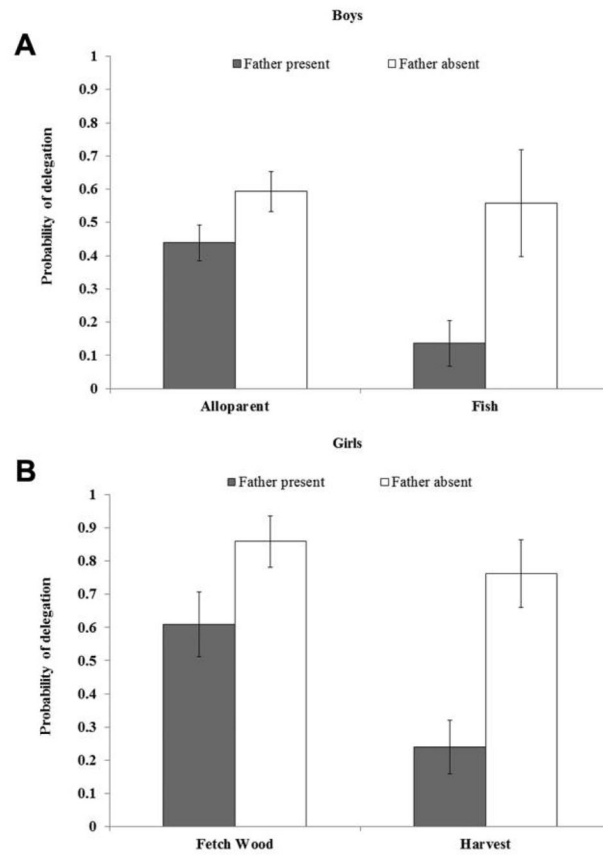 Boys
A
Father present Father absent
Probability of delegation
1
0.9
0.8
0.7
0.6
0.5
0.4
0.3
0.2
0.1
0
Alloparent Fish
Girls
B
Father present Father absent
Probability of delegation
1
0.9
0.8
0.7
0.6
0.5
0.4
0.3
0.2
0.1
0
Fetch Wood Harvest